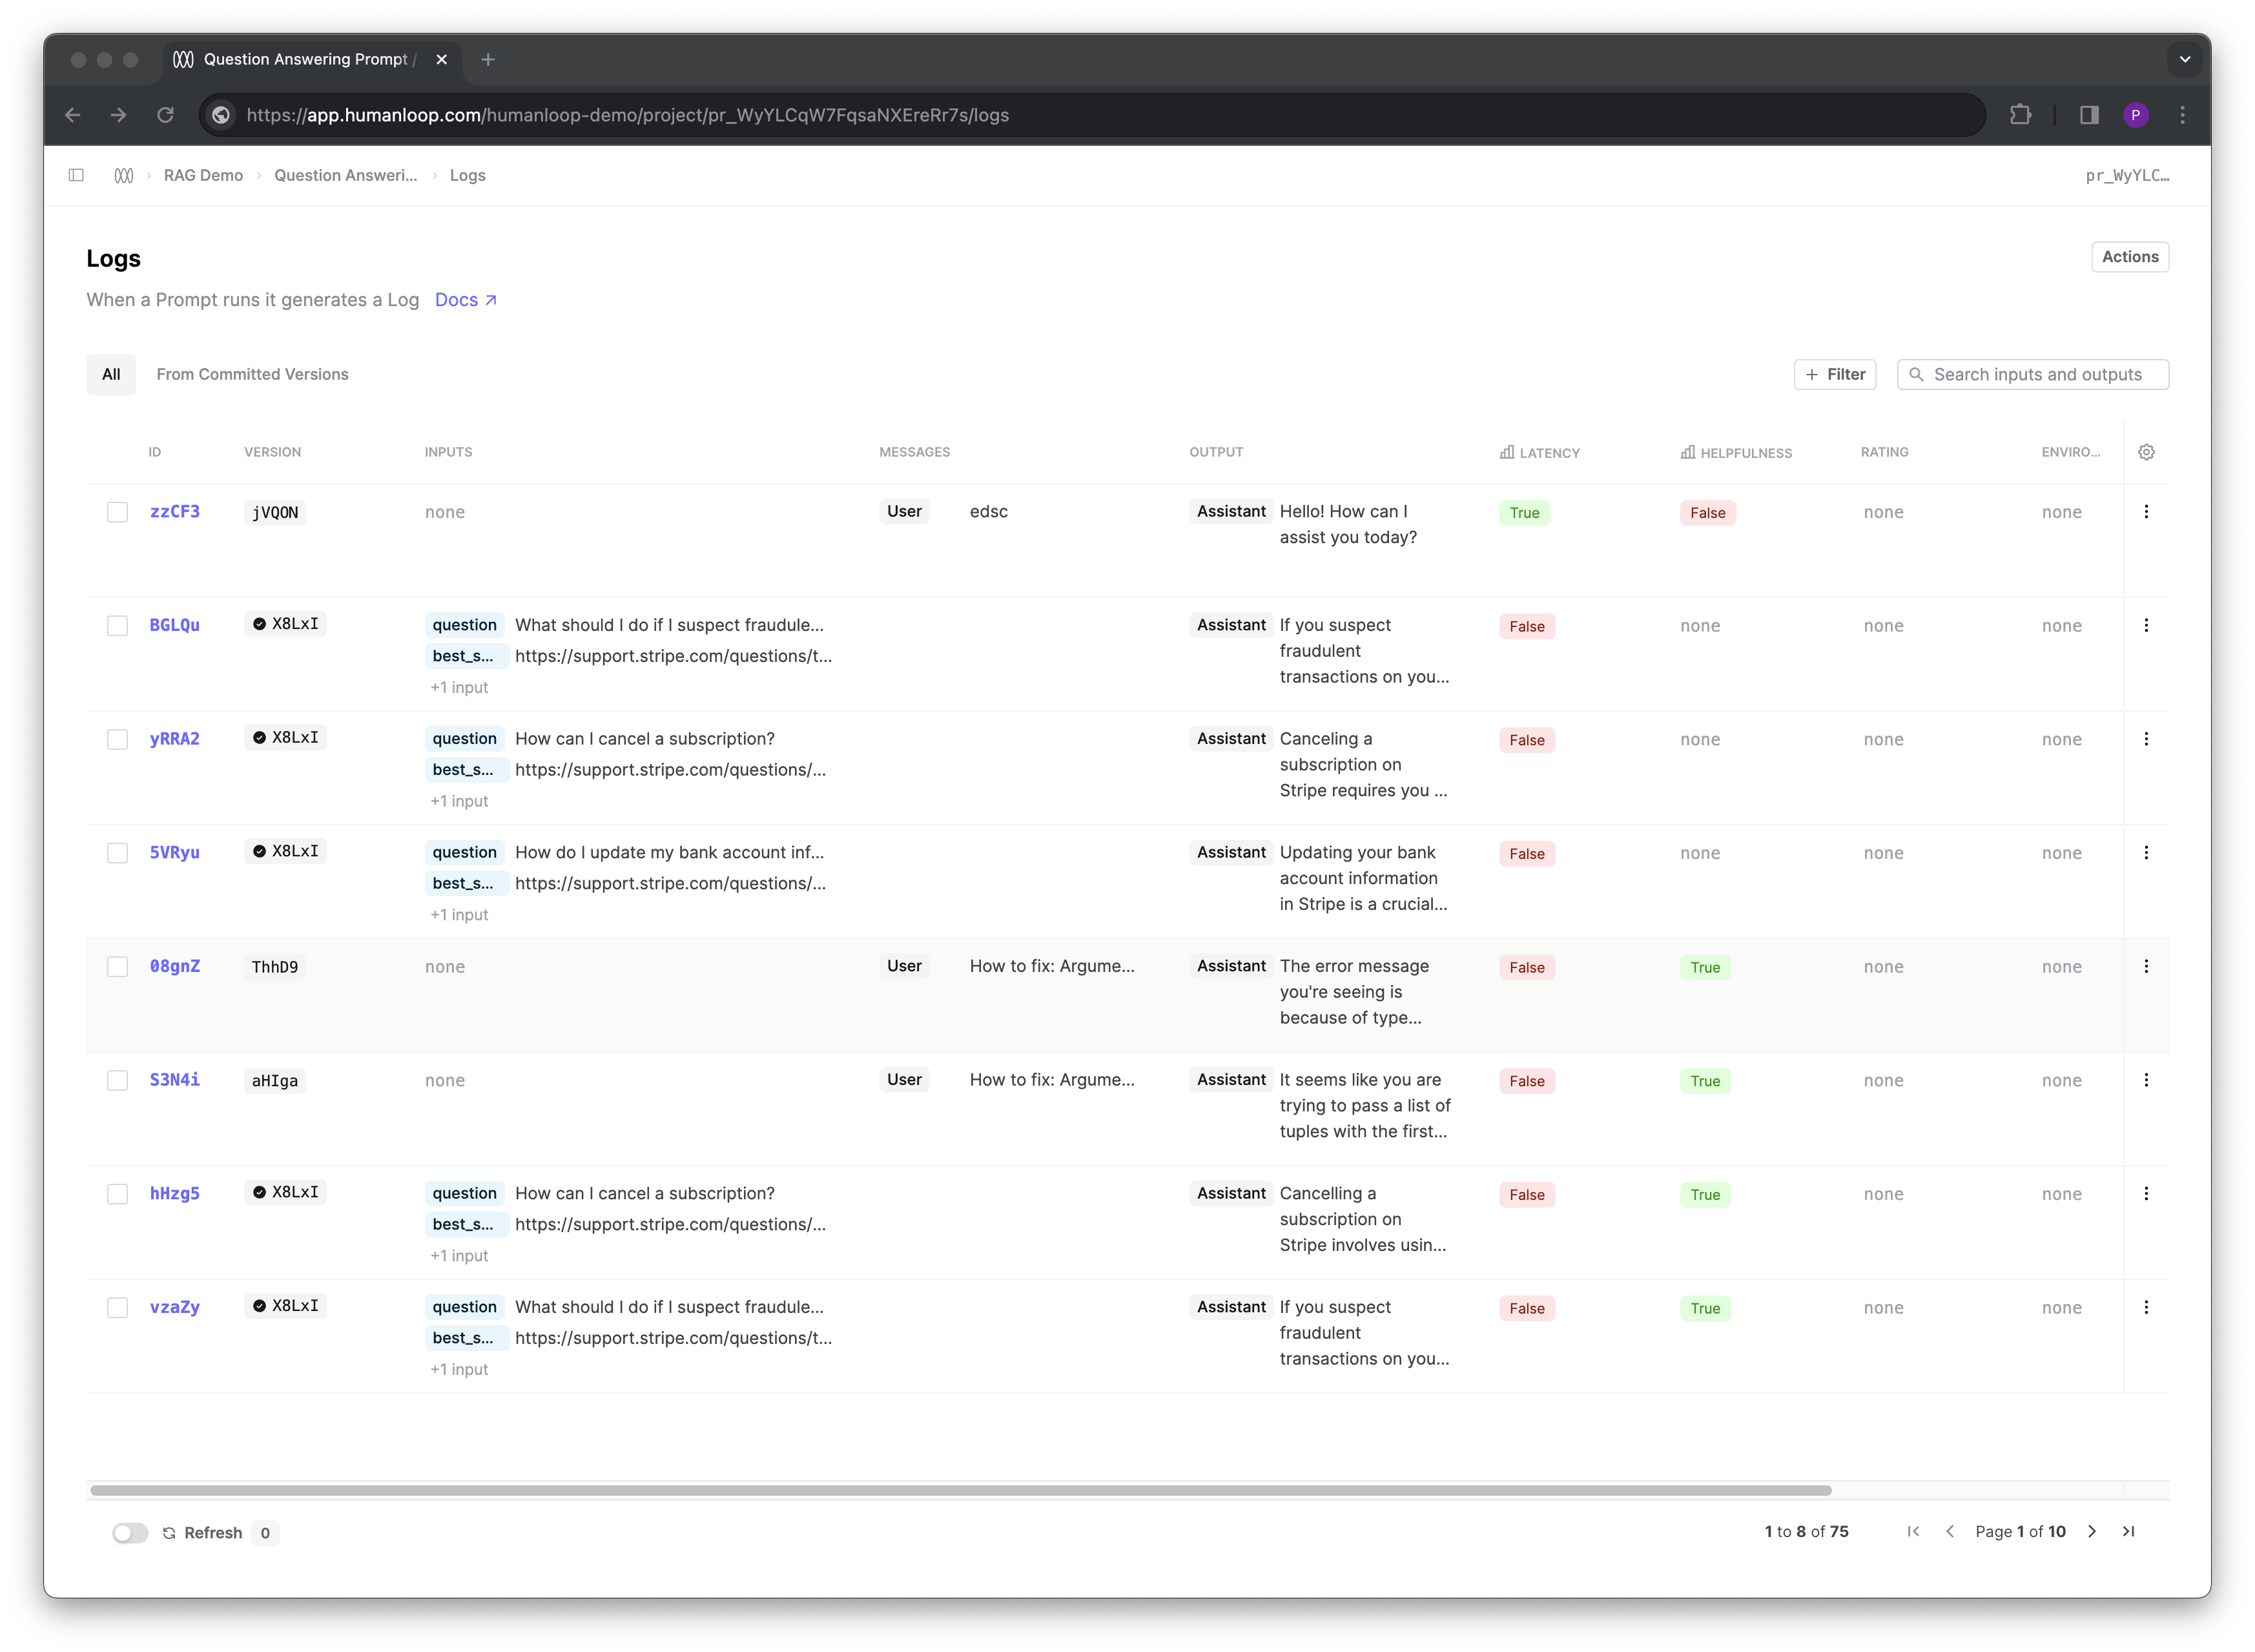 Question Answering Prompt /
https://app.humanloop.com/humanloop-demo/project/pr_WyYLCqW7FqsaNXEreRr7s/logs
P
RAG Demo > Question Answeri... > Logs
pr_WyYLC…
Logs
Actions
When a Prompt runs it generates a Log Docs
All From Committed Versions
Filter
Search inputs and outputs
ID VERSION INPUTS MESSAGES OUTPUT LATENCY HELPFULNESS RATING ENVIRO...
zzCF3 jVQON none User edsc Assistant Hello! How can I True False none none
assist you today?
BGLQu X8LxI question What should I do if I suspect fraudule... Assistant If you suspect False none none none
best_s... https://support.stripe.com/questions/t... fraudulent
+1 input transactions on you...
yRRA2 X8LxI question How can I cancel a subscription? Assistant Canceling a False none none none
best_s... https://support.stripe.com/questions/... subscription on
+1 input Stripe requires you ...
5VRyu X8LxI question How do I update my bank account inf... Assistant Updating your bank False none none none
best_s... https://support.stripe.com/questions/... account information
+1 input in Stripe is a crucial...
08gnZ ThhD9 none User How to fix: Argume... Assistant The error message False True none none
you're seeing is
because of type...
S3N4i aHIga none User How to fix: Argume... Assistant It seems like you are False True none none
trying to pass a list of
tuples with the first...
hHzg5 X8LxI question How can I cancel a subscription? Assistant Cancelling a False True none none
best_s... https://support.stripe.com/questions/... subscription on
+1 input Stripe involves usin...
vzaZy X8LxI question What should I do if I suspect fraudule... Assistant If you suspect False True none none
best_s... https://support.stripe.com/questions/t... fraudulent
+1 input transactions on you...
Refresh 0
1 to 8 of 75 Page 1 of 10